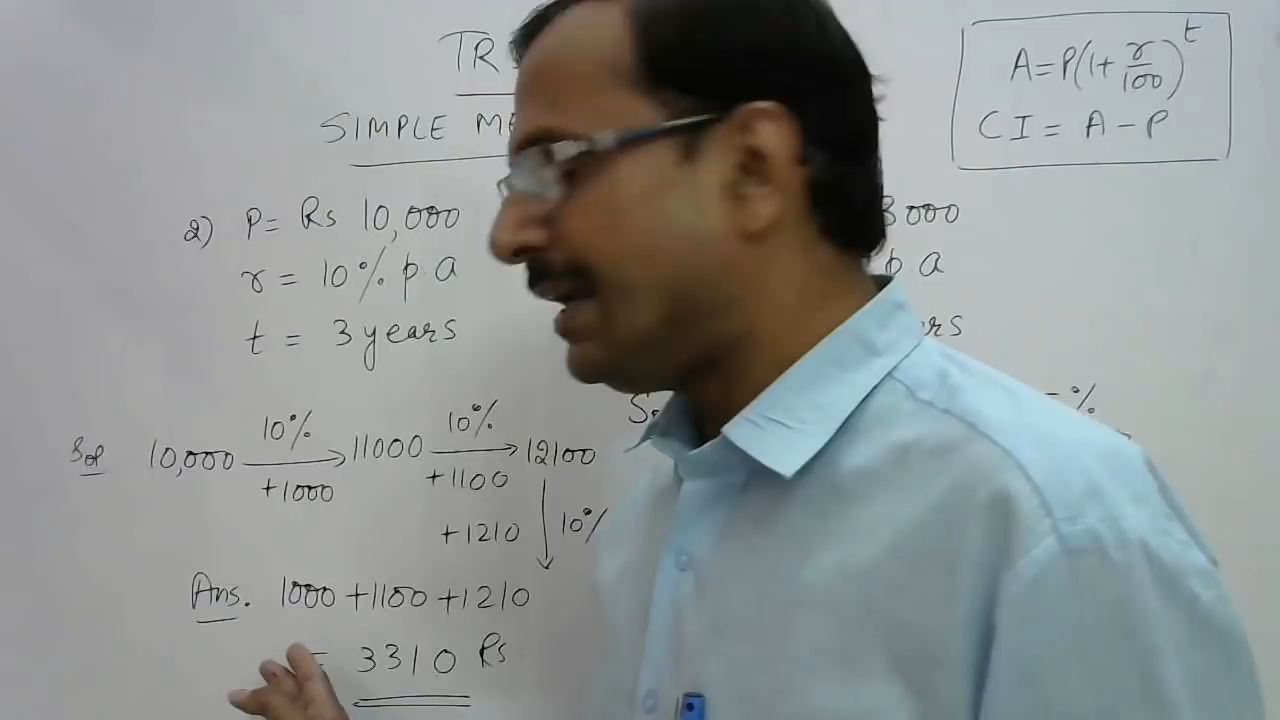 TR
SIMPLE ME
A=P(1+r/100)^t
CI = A-P
2) P= Rs 10,000
r = 10% p.a
t = 3 years
8000
p a
rs
%
Sol 10,000 10% +1000 11000 10% +1100 12100
+1210 10%
Ans. 1000 +1100 +1210
= 3310 Rs